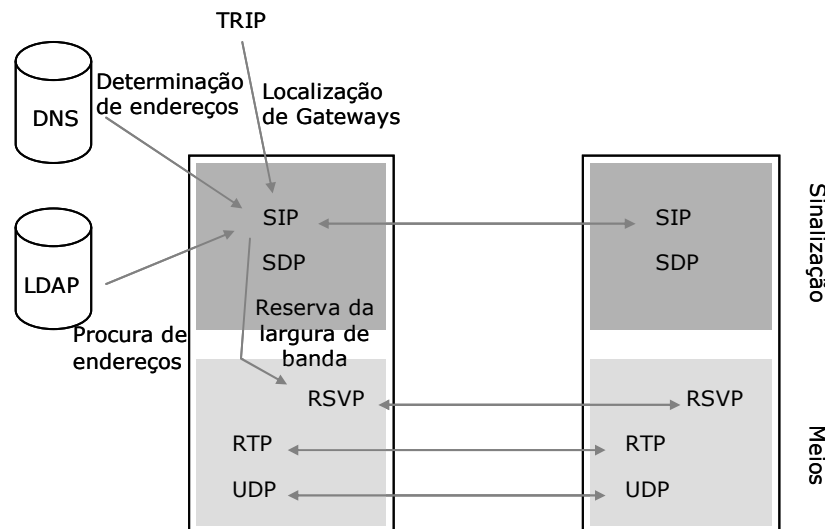 TRIP
Determinação
de endereços
Localização
de Gateways
DNS
SIP
SDP
SIP
SDP
Sinalização
LDAP
Procura de
endereços
Reserva da
largura de
banda
RSVP
RSVP
RTP
RTP
UDP
UDP
Meios